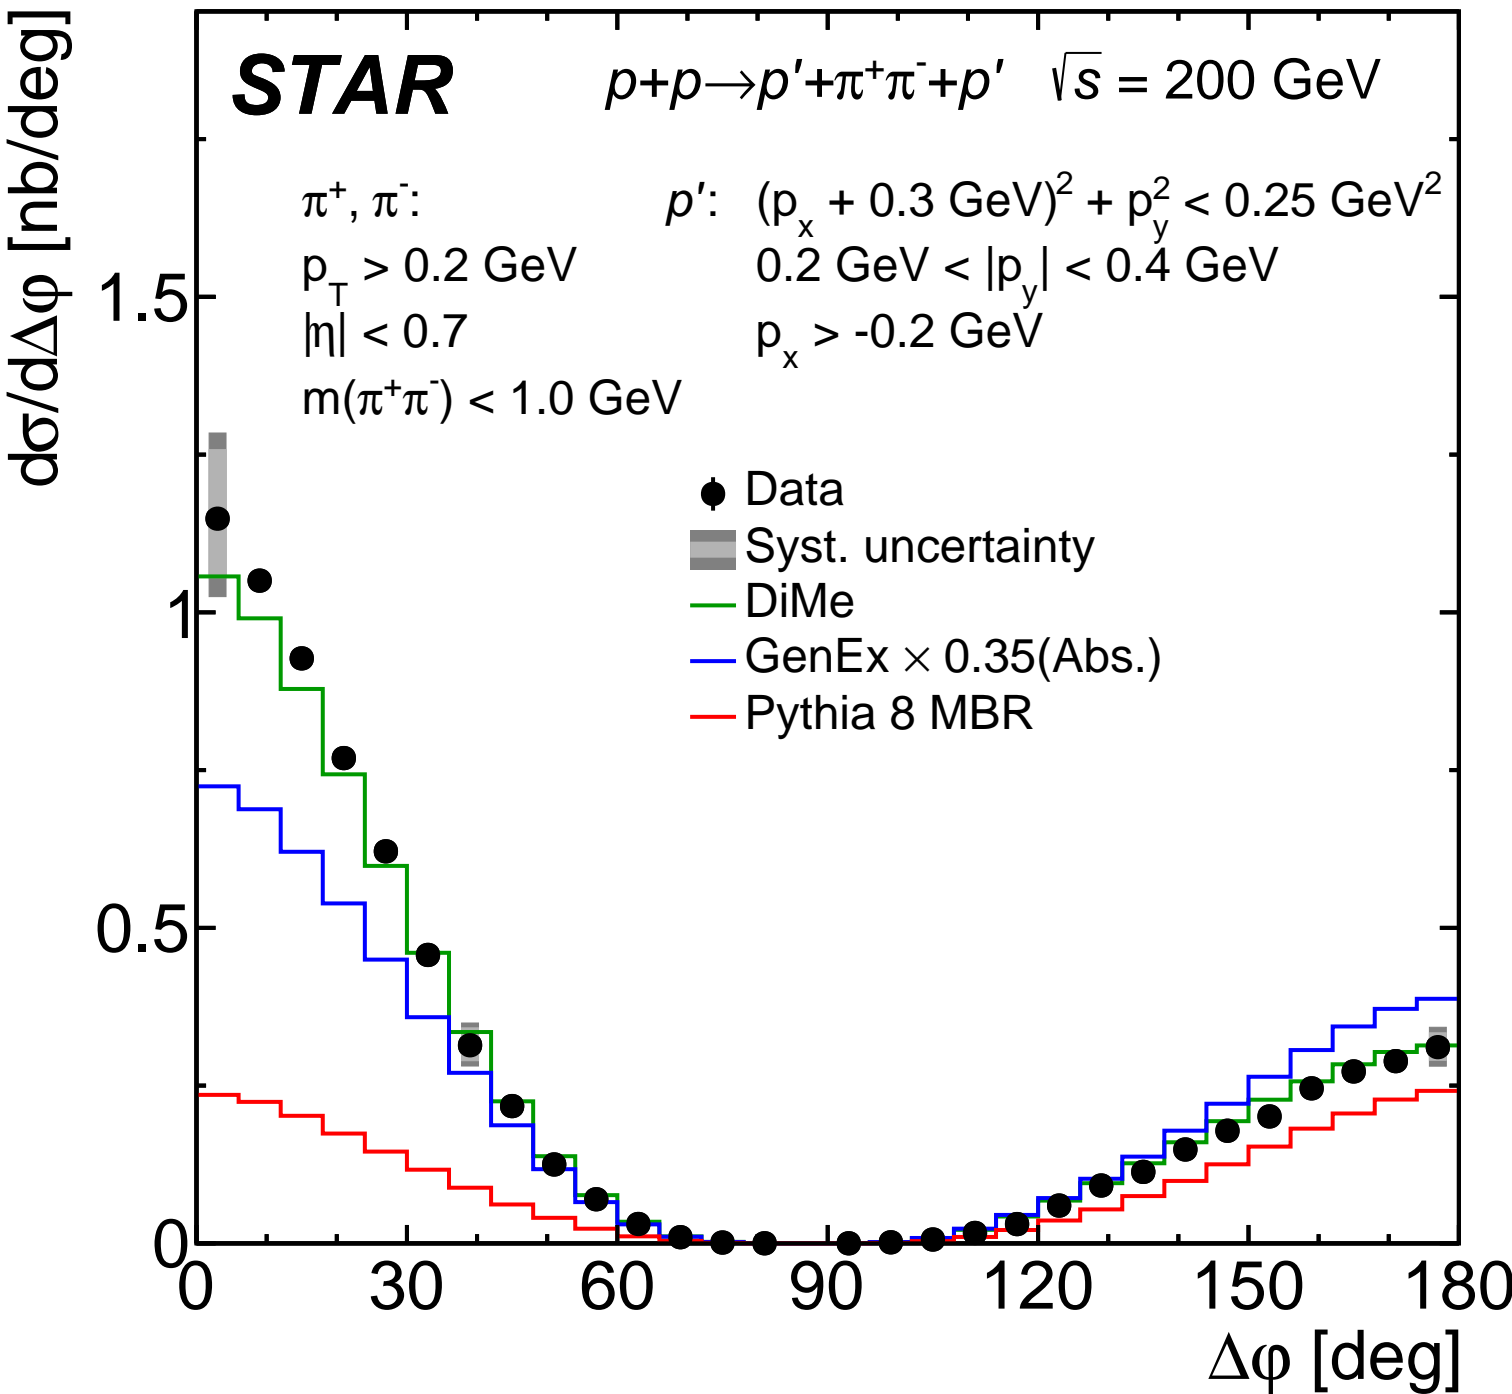 dσ/dΔφ [nb/deg]
STAR p+p→p′+π⁺π⁻+p′ √s = 200 GeV
π⁺, π⁻: p′: (pₓ + 0.3 GeV)² + p_y² < 0.25 GeV²
p_T > 0.2 GeV 0.2 GeV < |p_y| < 0.4 GeV
|η| < 0.7 pₓ > -0.2 GeV
m(π⁺π⁻) < 1.0 GeV
Data
Syst. uncertainty
DiMe
GenEx × 0.35(Abs.)
Pythia 8 MBR
1.5
1
0.5
0
0 30 60 90 120 150 180
Δφ [deg]